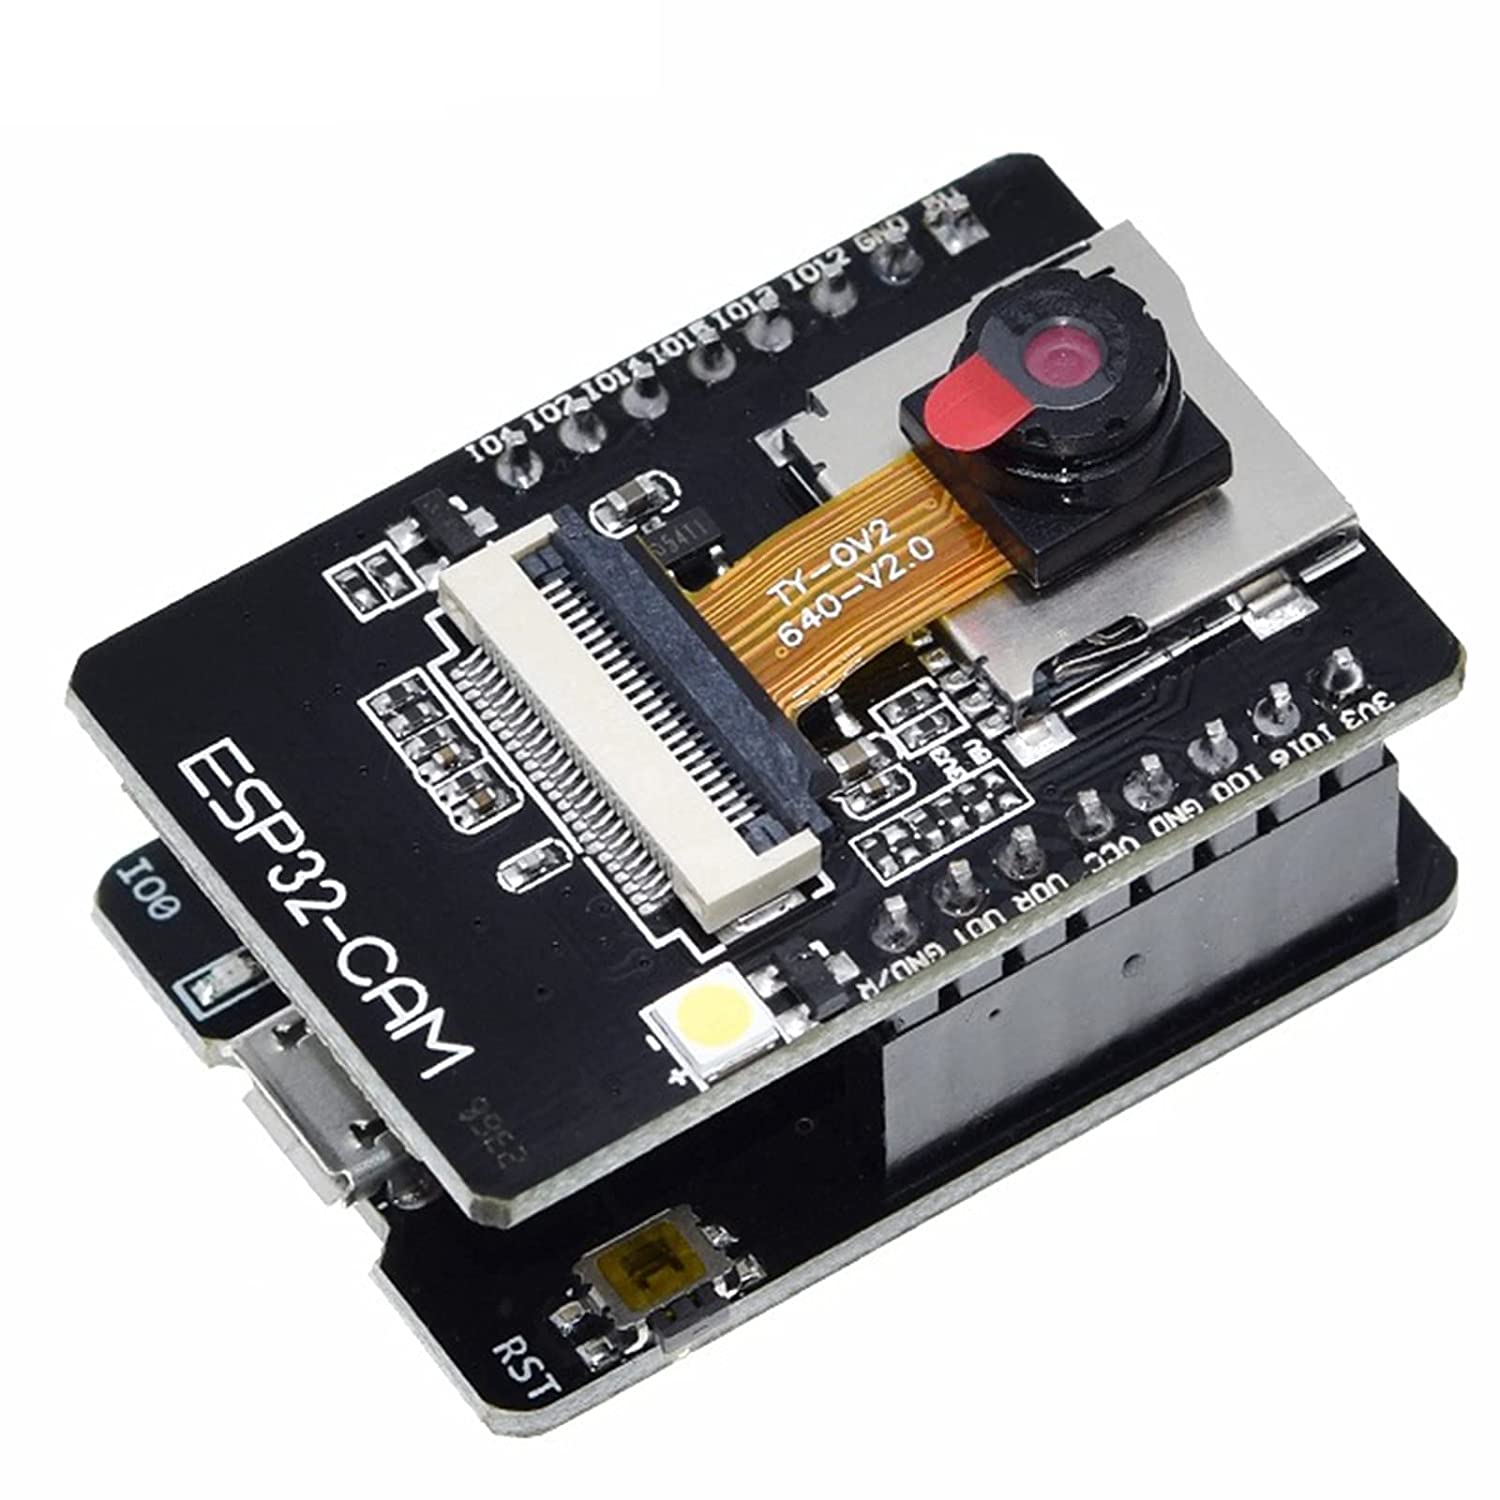 5V
GND
IO12
IO13
IO15
IO14
IO2
IO4
TY-OV2
640-V2.0
3V3
IO16
IO0
GND
VCC
UOR
UOT
GND/R
3V3
ESP32-CAM
IO0
-
+
RST